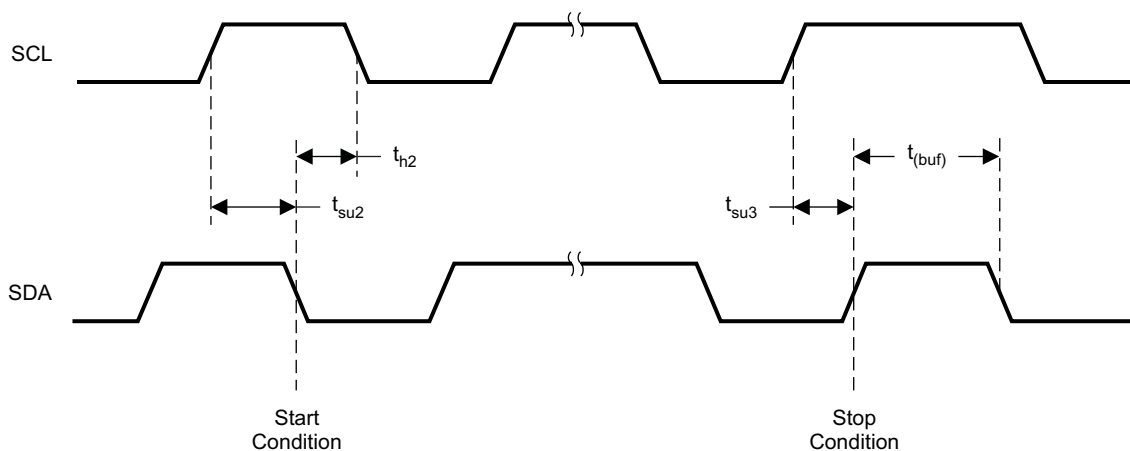 SCL
t_h2
t_(buf)
t_su2
t_su3
SDA
Start
Condition
Stop
Condition